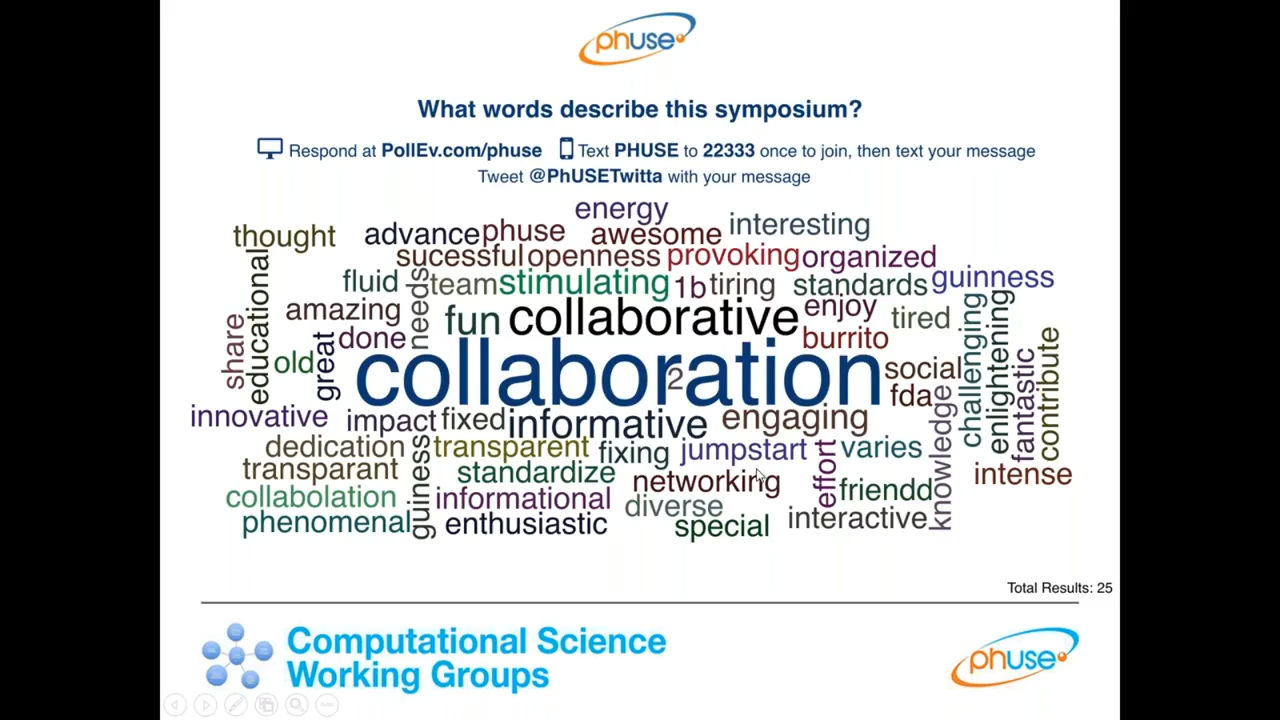 phuse
What words describe this symposium?
Respond at PollEv.com/phuse Text PHUSE to 22333 once to join, then text your message
Tweet @PhUSETwitta with your message
energy
thought advance phuse awesome interesting
sucessful openness provoking organized
fluid team stimulating 1b tiring standards guinness
amazing needs fun collaborative enjoy tired
share educational great done burrito
old collaboration 2 social
challenging enlightening fantastic contribute
fda
innovative impact fixed informative engaging
dedication transparent fixing jumpstart varies
transparant guiness standardize networking effort knowledge intense
collabolation informational diverse friendd
phenomenal enthusiastic special interactive
Total Results: 25
Computational Science
Working Groups
phuse